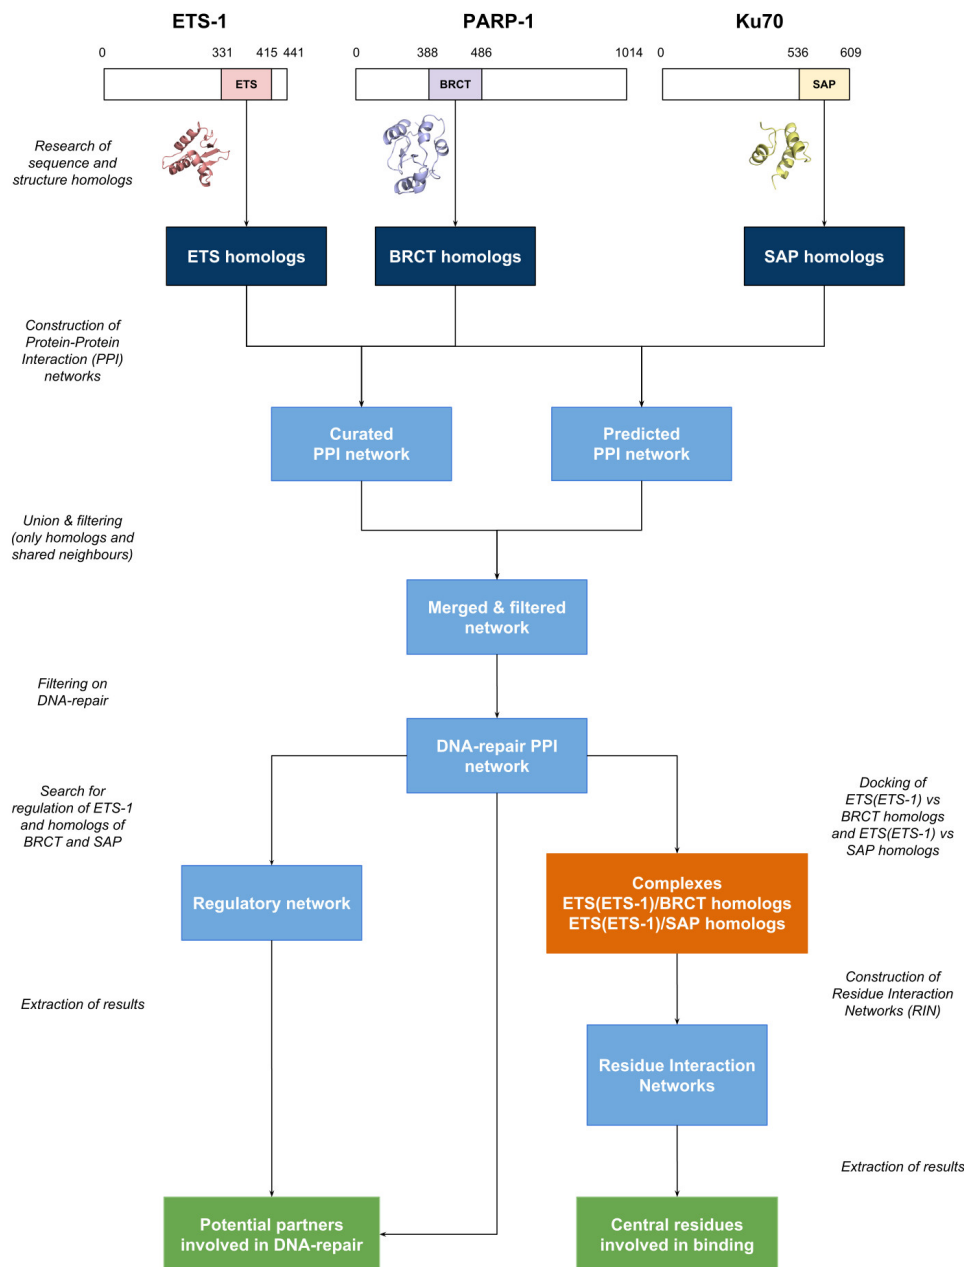 ETS-1
PARP-1
Ku70
0
331
415
441
0
388
486
1014
0
536
609
ETS
BRCT
SAP
Research of
sequence and
structure homologs
ETS homologs
BRCT homologs
SAP homologs
Construction of
Protein-Protein
Interaction (PPI)
networks
Curated
PPI network
Predicted
PPI network
Union & filtering
(only homologs and
shared neighbours)
Merged & filtered
network
Filtering on
DNA-repair
DNA-repair PPI
network
Search for
regulation of ETS-1
and homologs of
BRCT and SAP
Docking of
ETS(ETS-1) vs
BRCT homologs
and ETS(ETS-1) vs
SAP homologs
Regulatory network
Complexes
ETS(ETS-1)/BRCT homologs
ETS(ETS-1)/SAP homologs
Extraction of results
Construction of
Residue Interaction
Networks (RIN)
Residue Interaction
Networks
Extraction of results
Potential partners
involved in DNA-repair
Central residues
involved in binding